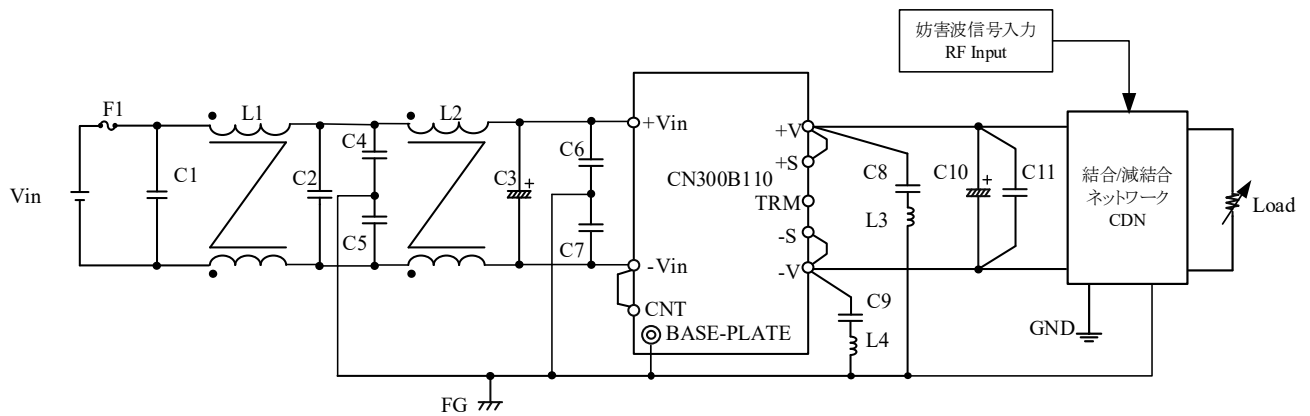 妨害波信号入力
RF Input
F1
L1
L2
C4
C6
+Vin
+V
+S
C1
C2
C3
+
CN300B110
C8
C10
+
C11
結合/減結合
ネットワーク
CDN
Vin
TRM
Load
L3
C5
C7
-S
-Vin
-V
C9
CNT
GND
BASE-PLATE
L4
FG